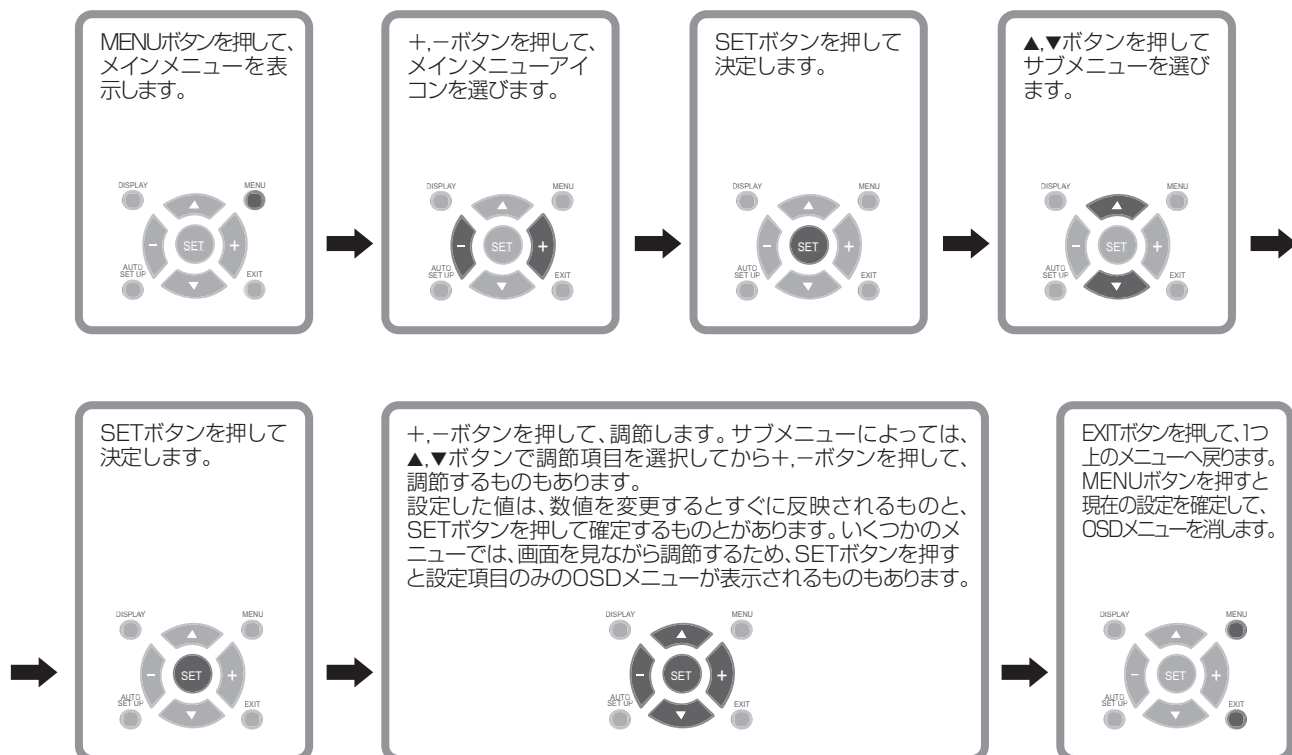 MENUボタンを押して、
メインメニューを表
示します。
DISPLAY
MENU
-
SET
+
AUTO
SET UP
EXIT
+,−ボタンを押して、
メインメニューアイ
コンを選びます。
DISPLAY
MENU
-
SET
+
AUTO
SET UP
EXIT
SETボタンを押して
決定します。
DISPLAY
MENU
-
SET
+
AUTO
SET UP
EXIT
▲,▼ボタンを押して
サブメニューを選び
ます。
DISPLAY
MENU
-
SET
+
AUTO
SET UP
EXIT
SETボタンを押して
決定します。
DISPLAY
MENU
-
SET
+
AUTO
SET UP
EXIT
+,−ボタンを押して、調節します。サブメニューによっては、
▲,▼ボタンで調節項目を選択してから+,−ボタンを押して、
調節するものもあります。
設定した値は、数値を変更するとすぐに反映されるものと、
SETボタンを押して確定するものとがあります。いくつかのメ
ニューでは、画面を見ながら調節するため、SETボタンを押す
と設定項目のみのOSDメニューが表示されるものもあります。
DISPLAY
MENU
-
SET
+
AUTO
SET UP
EXIT
EXITボタンを押して、1つ
上のメニューへ戻ります。
MENUボタンを押すと
現在の設定を確定して、
OSDメニューを消します。
DISPLAY
MENU
-
SET
+
AUTO
SET UP
EXIT